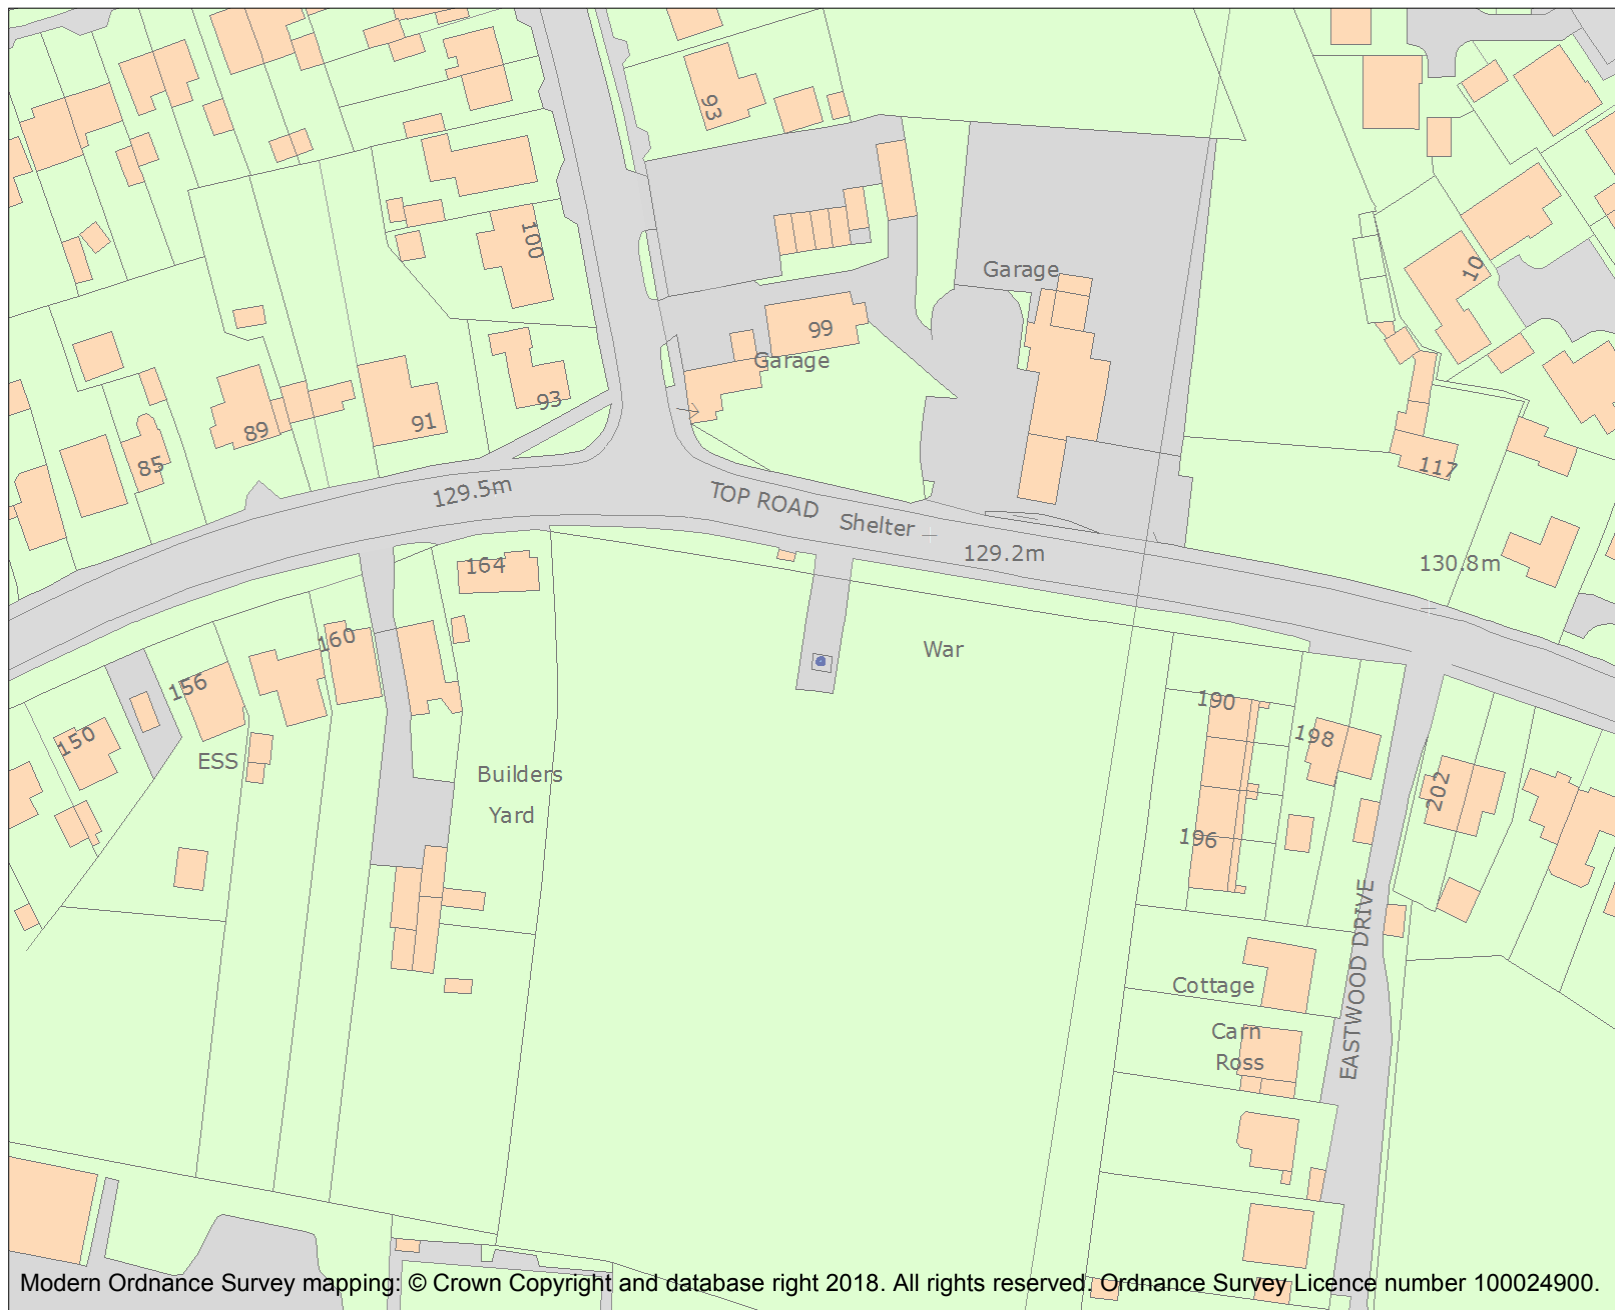 93
100
Garage
10
99
Garage
93
91
89
85
117
129.5m
TOP ROAD
Shelter
129.2m
130.8m
164
160
War
156
150
190
198
ESS
Builders
Yard
202
196
EASTWOOD DRIVE
Cottage
Carn
Ross
Modern Ordnance Survey mapping: © Crown Copyright and database right 2018. All rights reserved. Ordnance Survey Licence number 100024900.